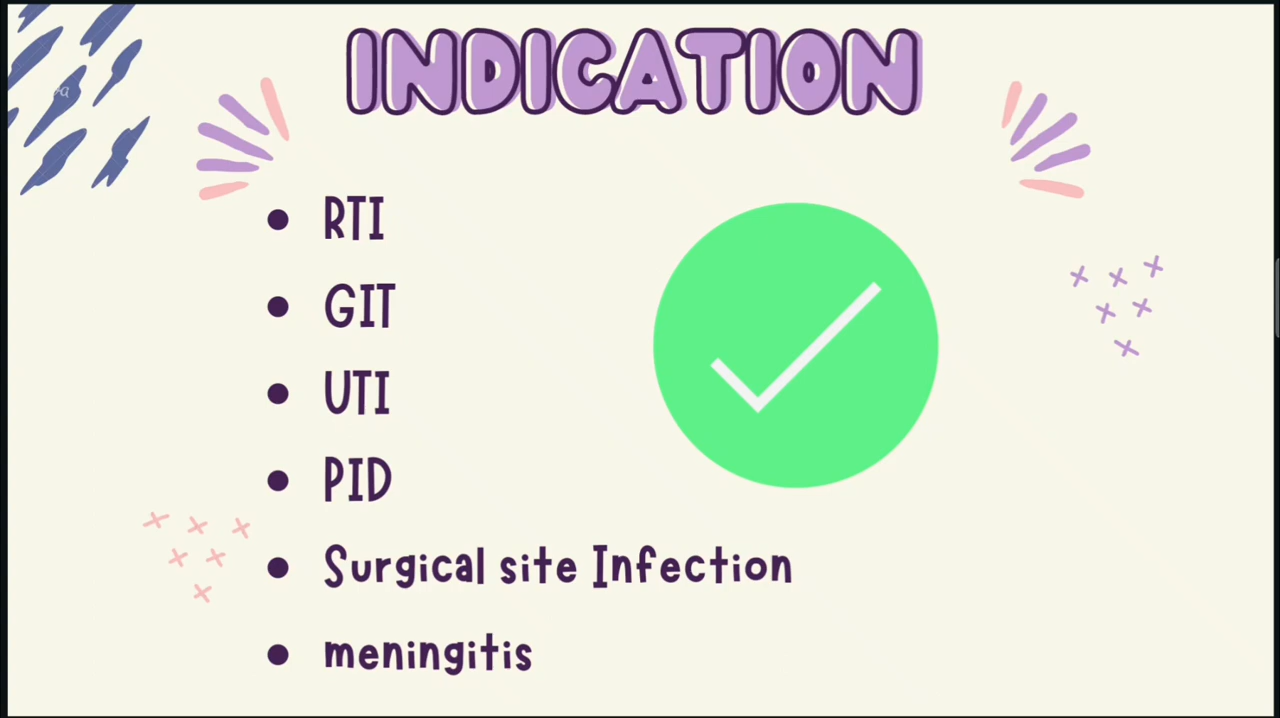 INDICATION
• RTI
• GIT
• UTI
• PID
• Surgical site Infection
• meningitis